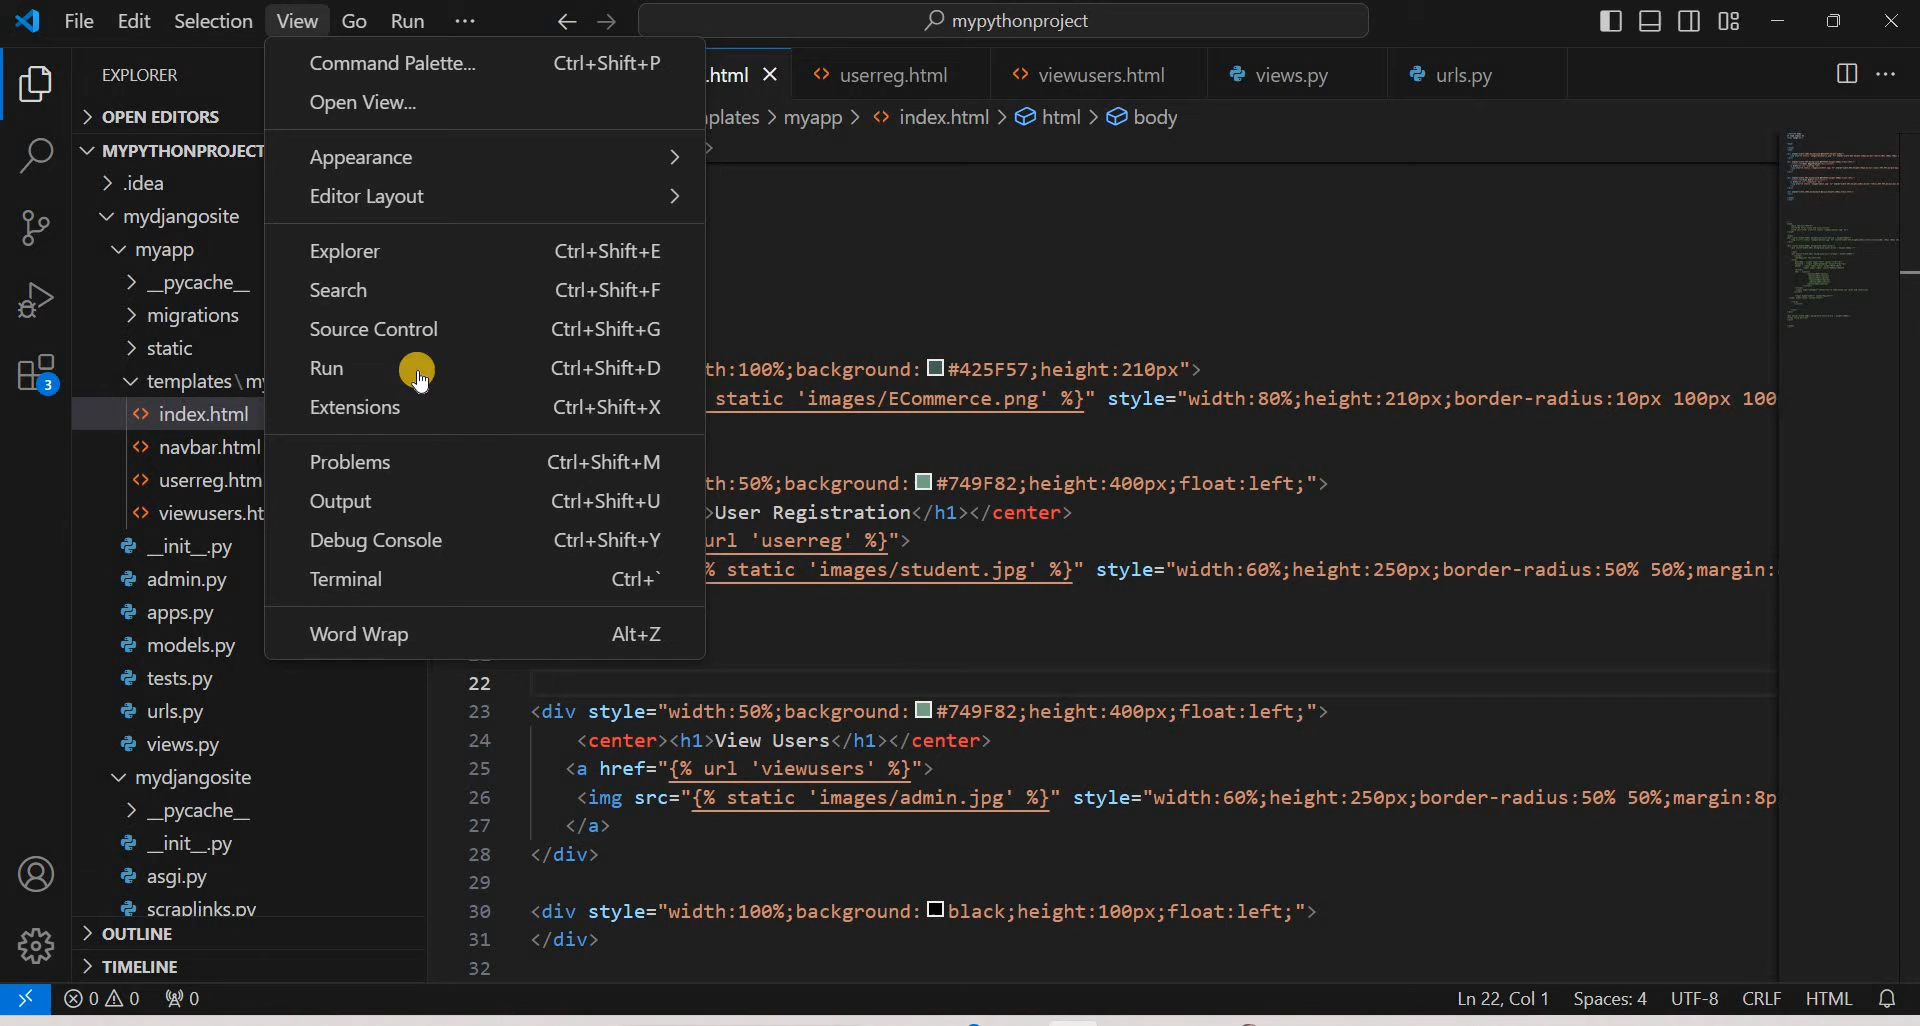 File Edit Selection View Go Run ... mypythonproject
EXPLORER
OPEN EDITORS
MYPYTHONPROJECT
.idea
mydjangosite
myapp
__pycache__
migrations
static
templates\my
index.html
navbar.html
userreg.htm
viewusers.ht
__init__.py
admin.py
apps.py
models.py
tests.py
urls.py
views.py
mydjangosite
__pycache__
__init__.py
asgi.py
scraplinks.py
OUTLINE
TIMELINE
Command Palette... Ctrl+Shift+P
Open View...
Appearance
Editor Layout
Explorer Ctrl+Shift+E
Search Ctrl+Shift+F
Source Control Ctrl+Shift+G
Run Ctrl+Shift+D
Extensions Ctrl+Shift+X
Problems Ctrl+Shift+M
Output Ctrl+Shift+U
Debug Console Ctrl+Shift+Y
Terminal Ctrl+`
Word Wrap Alt+Z
.html userreg.html viewusers.html views.py urls.py
plates > myapp > index.html > html > body
>
th:100%;background:#425F57;height:210px">
static 'images/ECommerce.png' %}" style="width:80%;height:210px;border-radius:10px 100px 100
th:50%;background:#749F82;height:400px;float:left;">
>User Registration</h1></center>
url 'userreg' %}">
% static 'images/student.jpg' %}" style="width:60%;height:250px;border-radius:50% 50%;margin:
22
23 <div style="width:50%;background:#749F82;height:400px;float:left;">
24 <center><h1>View Users</h1></center>
25 <a href="{% url 'viewusers' %}">
26 <img src="{% static 'images/admin.jpg' %}" style="width:60%;height:250px;border-radius:50% 50%;margin:8p
27 </a>
28 </div>
29
30 <div style="width:100%;background:black;height:100px;float:left;">
31 </div>
32
3
0 0 0 Ln 22, Col 1 Spaces: 4 UTF-8 CRLF HTML